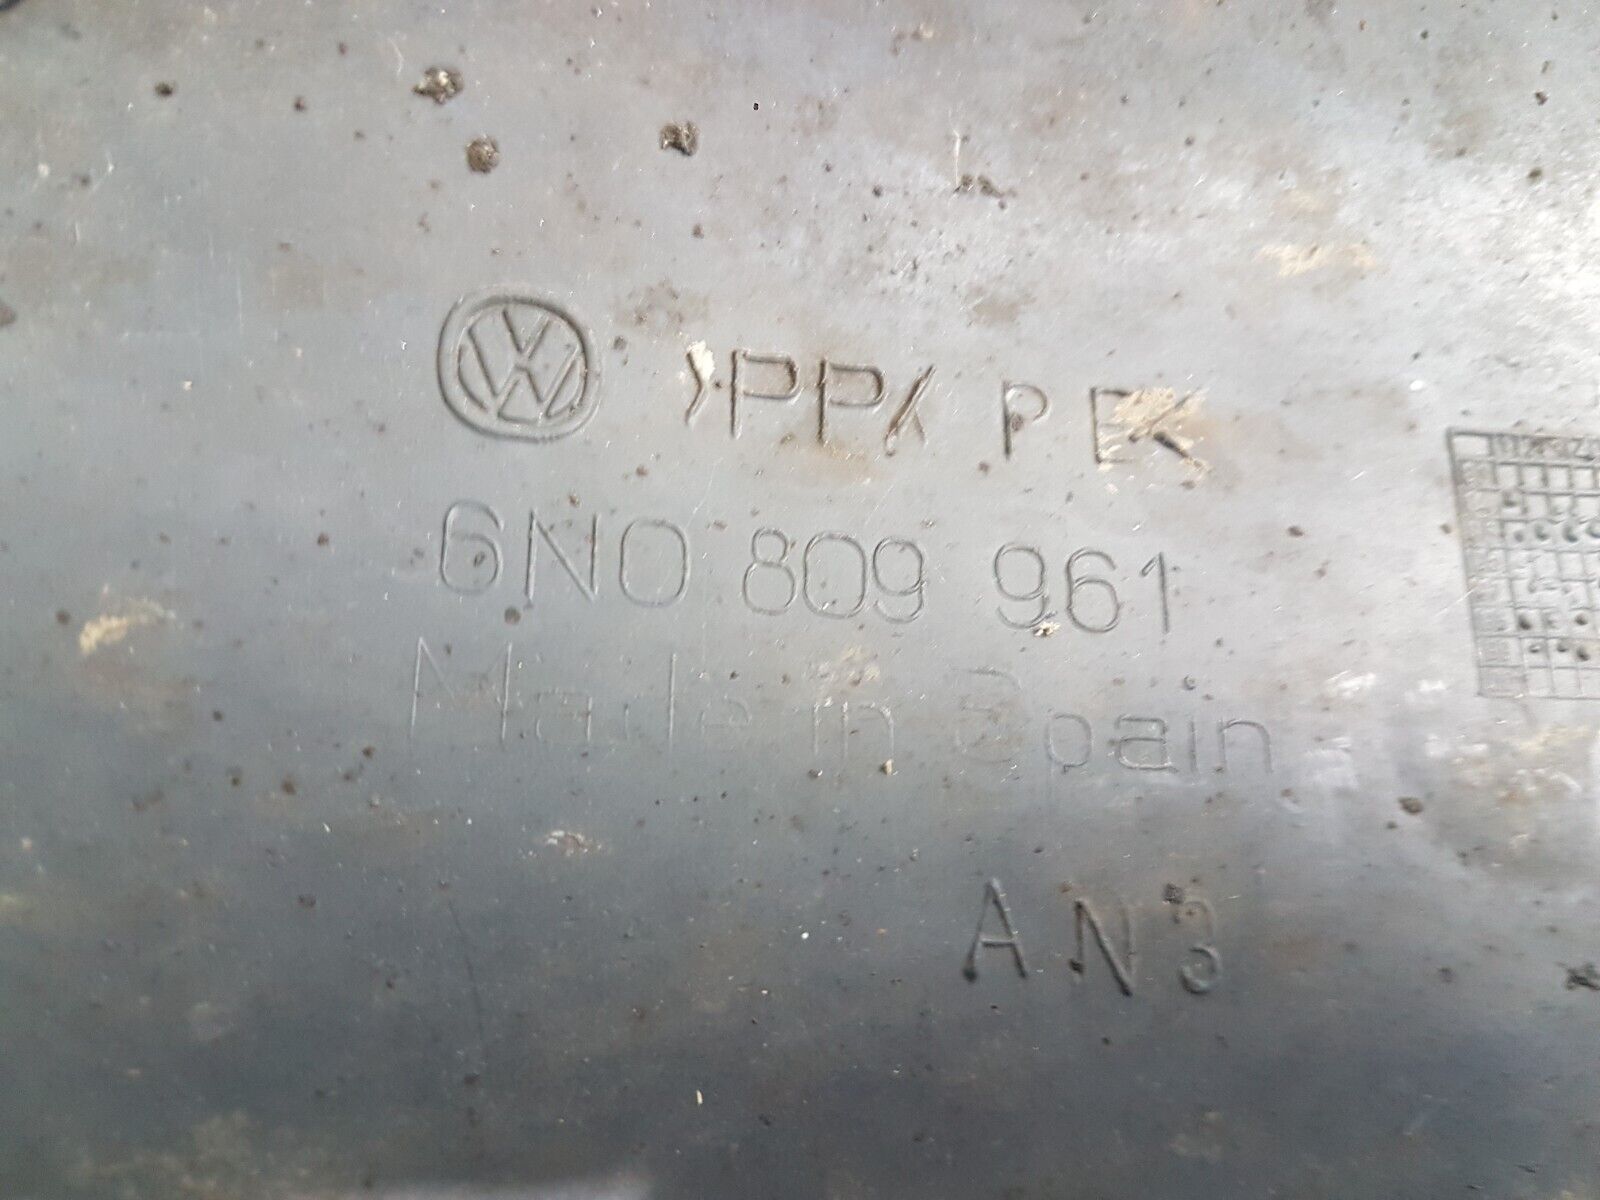 >PP< PE<
6N0 809 961
Made in Spain
AN3